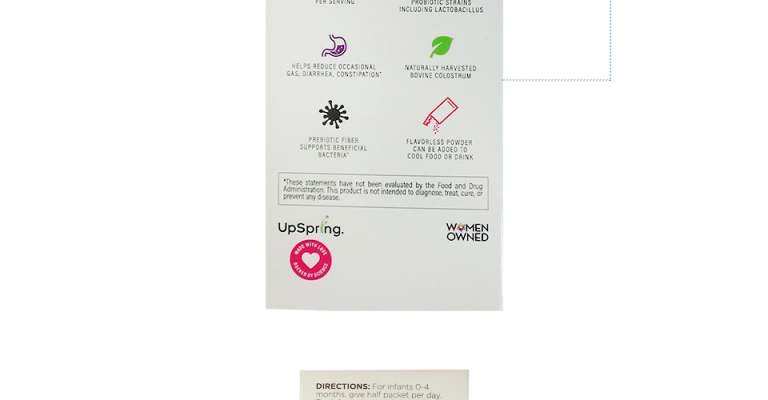 PER SERVING
PROBIOTIC STRAINS
INCLUDING LACTOBACILLUS
HELPS REDUCE OCCASIONAL
GAS, DIARRHEA, CONSTIPATION*
NATURALLY HARVESTED
BOVINE COLOSTRUM
PREBIOTIC FIBER
SUPPORTS BENEFICIAL
BACTERIA*
FLAVORLESS POWDER
CAN BE ADDED TO
COOL FOOD OR DRINK
*These statements have not been evaluated by the Food and Drug
Administration. This product is not intended to diagnose, treat, cure, or
prevent any disease.
UpSpring.
WOMEN
OWNED
MADE WITH LOVE
BACKED BY SCIENCE
DIRECTIONS: For infants 0-4
months, give half packet per day.